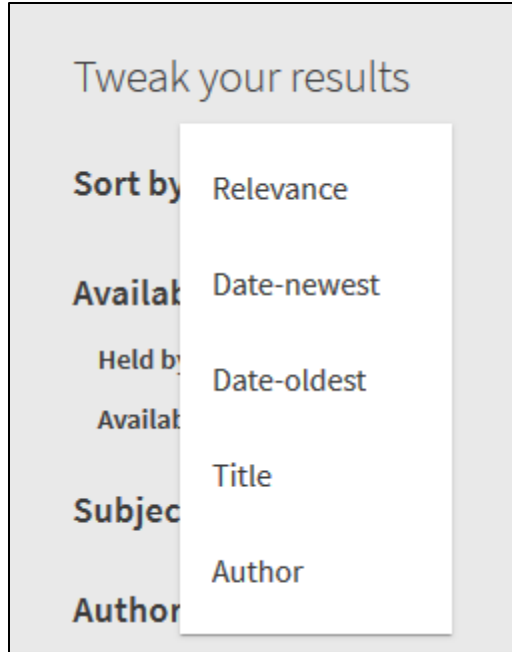 Tweak your results
Sort by
Relevance
Date-newest
Availab
Held by
Date-oldest
Availab
Title
Subjec
Author
Author